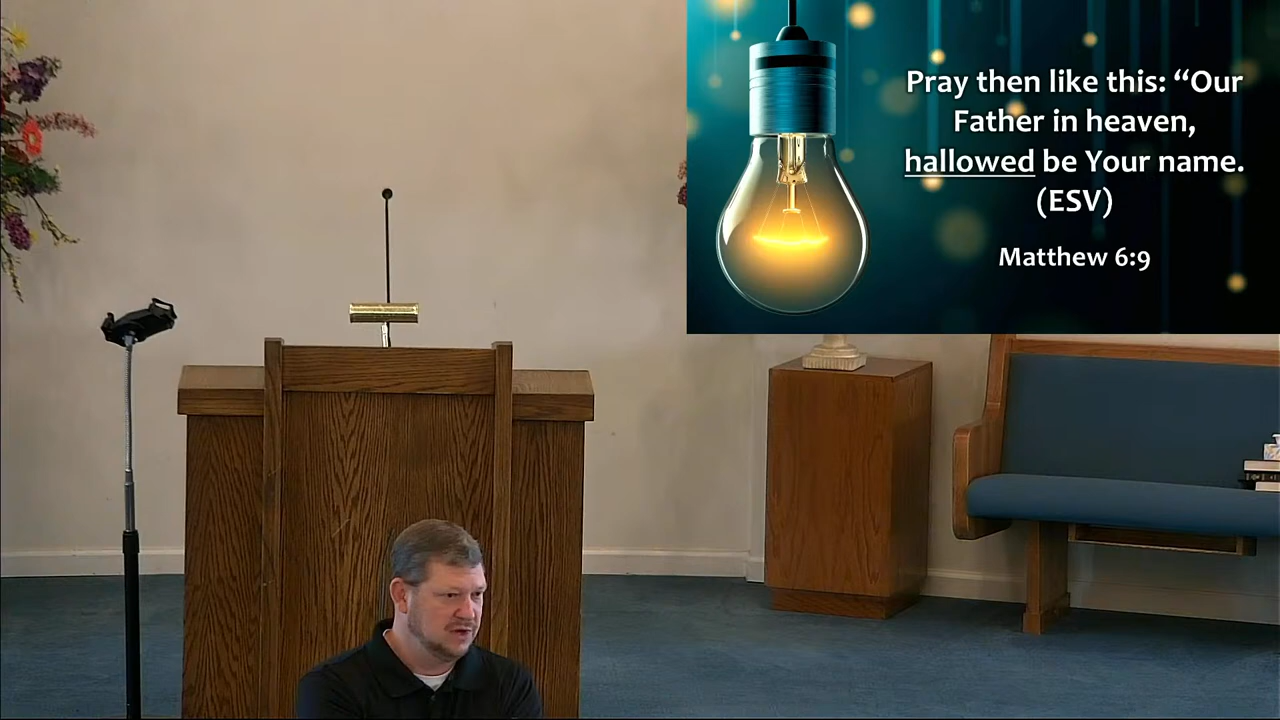 Pray then like this: “Our
Father in heaven,
hallowed be Your name.
(ESV)
Matthew 6:9